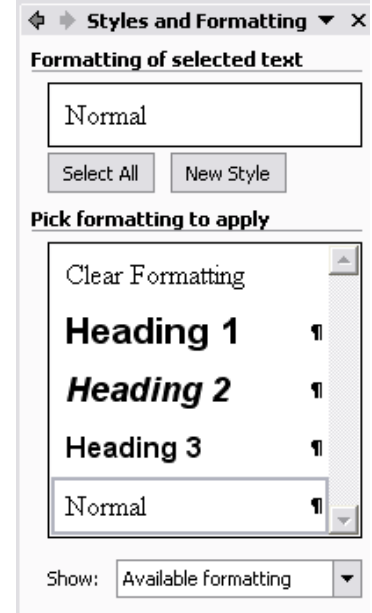 Styles and Formatting
Formatting of selected text
Normal
Select All New Style
Pick formatting to apply
Clear Formatting
Heading 1 ¶
Heading 2 ¶
Heading 3 ¶
Normal ¶
Show: Available formatting